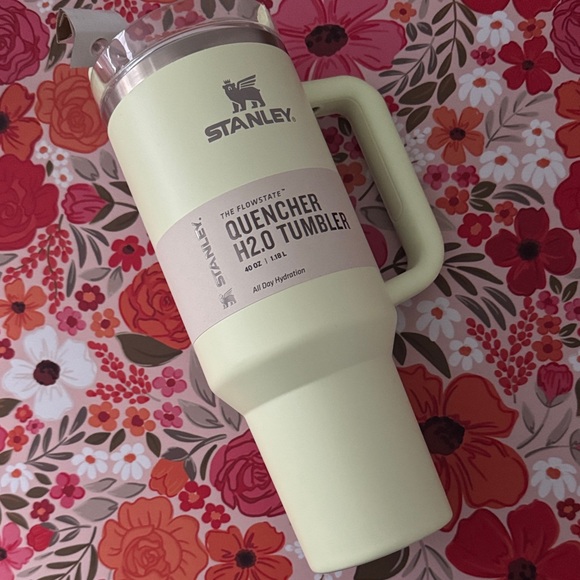 STANLEY®
THE FLOWSTATE™
QUENCHER
H2.0 TUMBLER
40 OZ | 1.18 L
All Day Hydration
STANLEY.